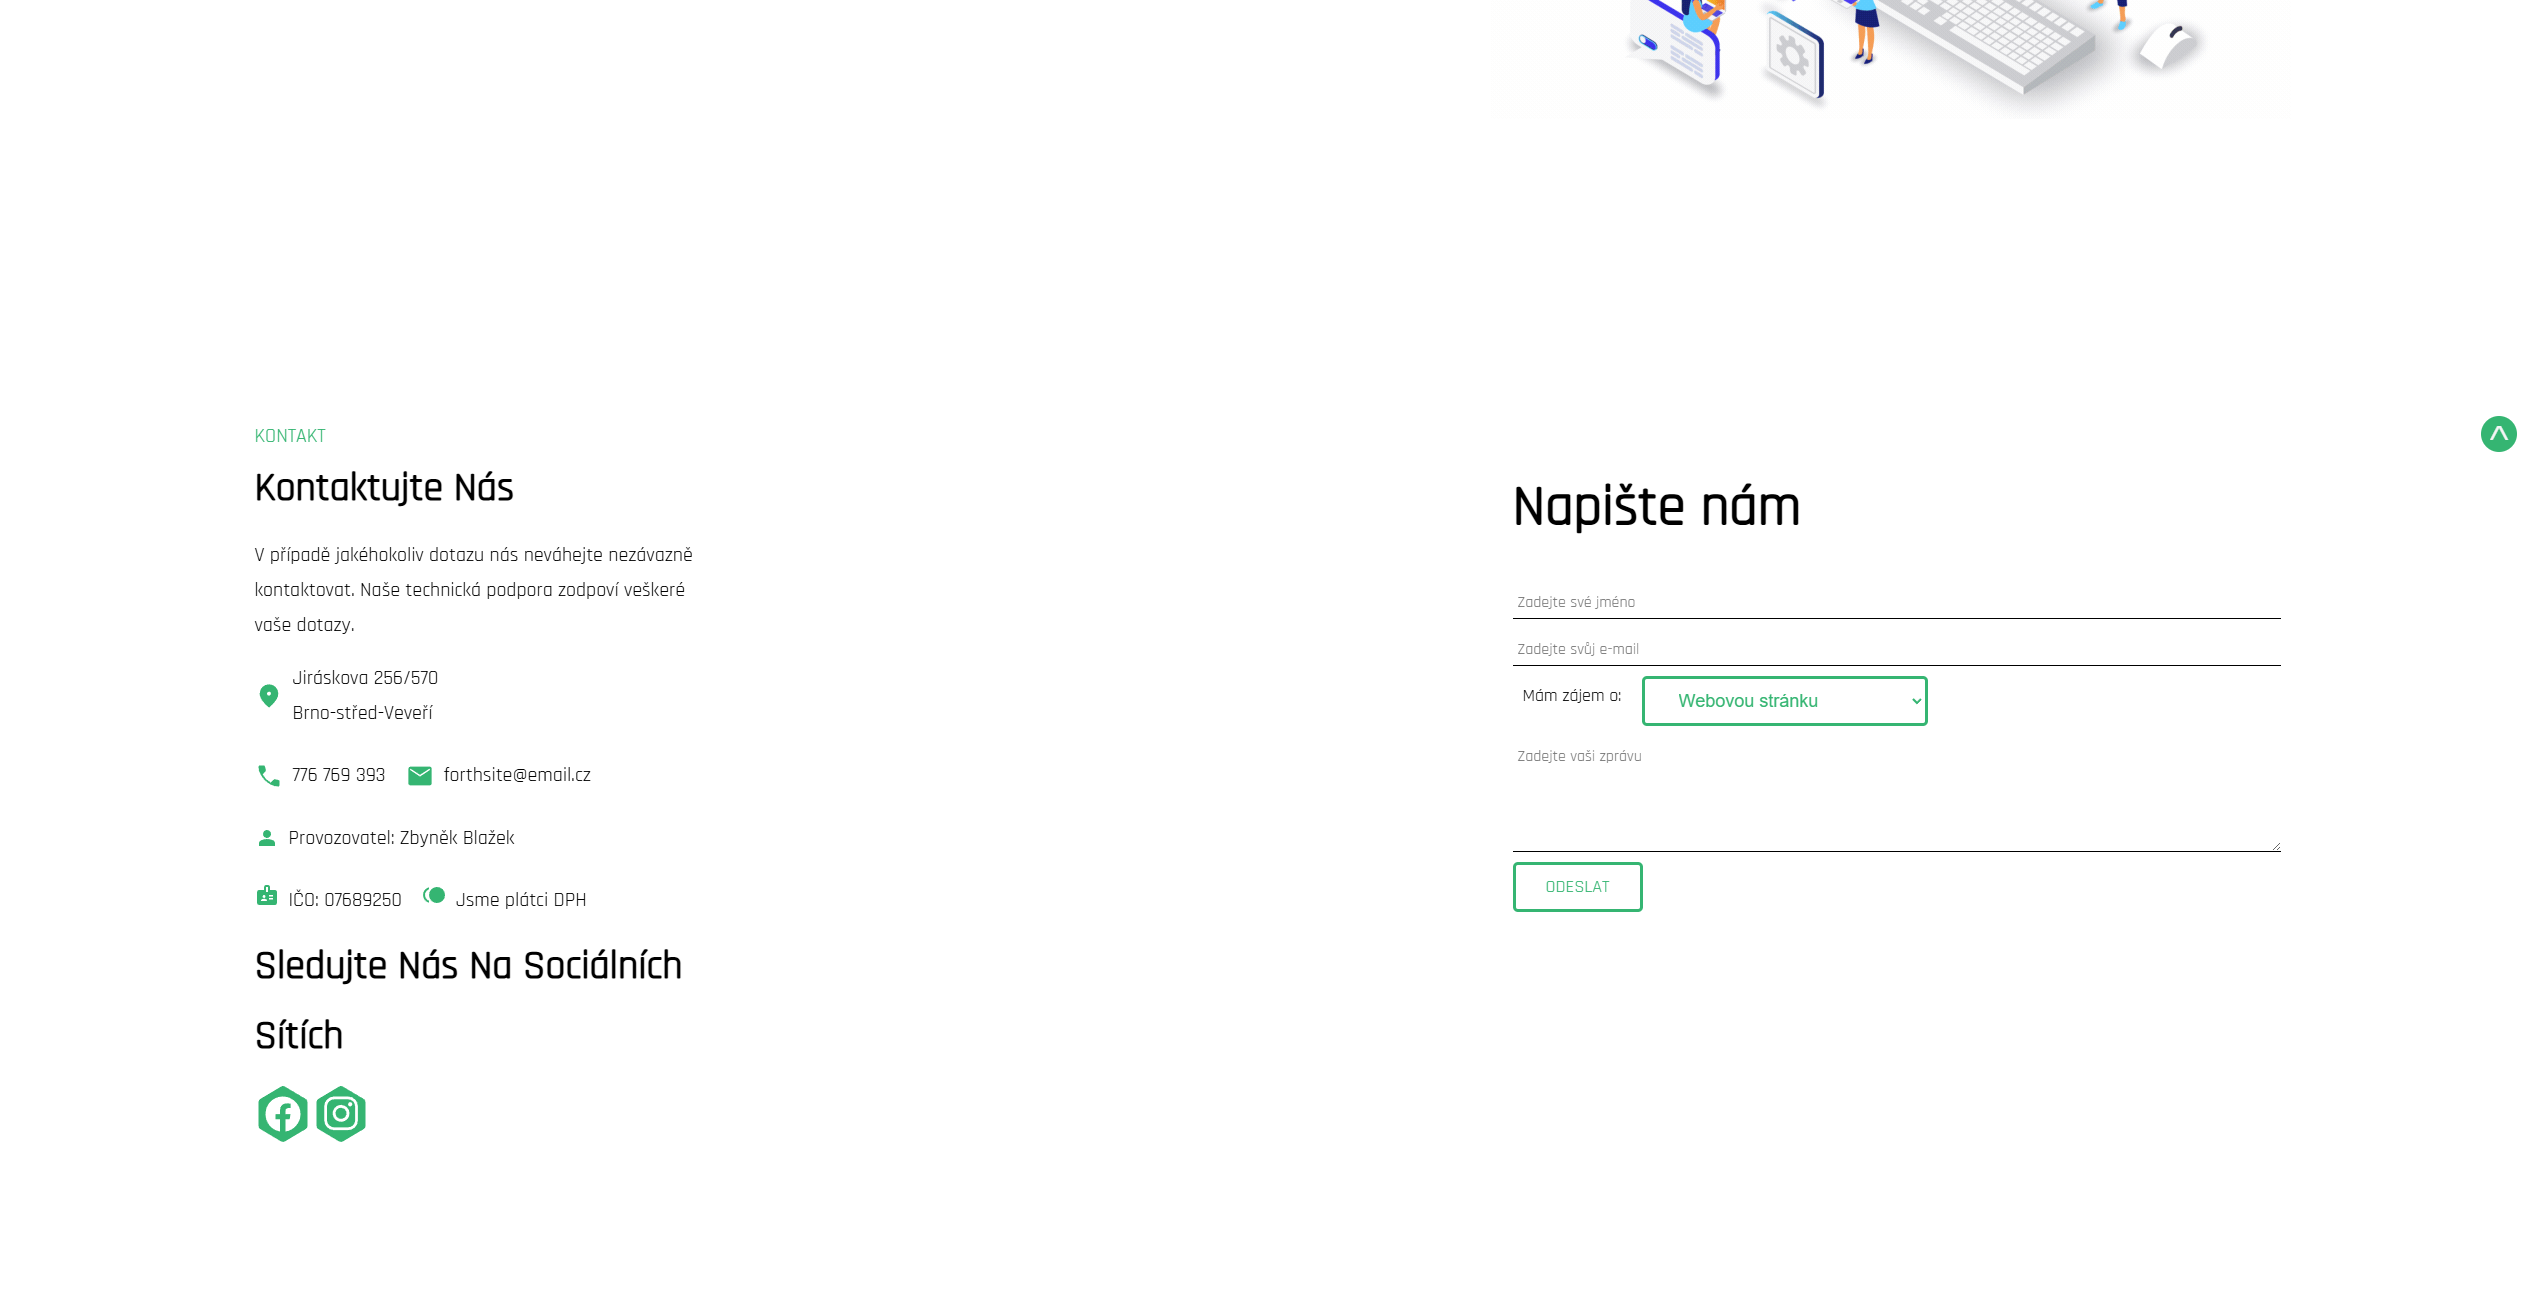 KONTAKT
Kontaktujte Nás
V případě jakéhokoliv dotazu nás neváhejte nezávazně
kontaktovat. Naše technická podpora zodpoví veškeré
vaše dotazy.
Jiráskova 256/570
Brno-střed-Veveří
776 769 393 forthsite@email.cz
Provozovatel: Zbyněk Blažek
IČO: 07689250 Jsme plátci DPH
Sledujte Nás Na Sociálních
Sítích
Napište nám
Zadejte své jméno
Zadejte svůj e-mail
Mám zájem o: Webovou stránku
Zadejte vaši zprávu
ODESLAT